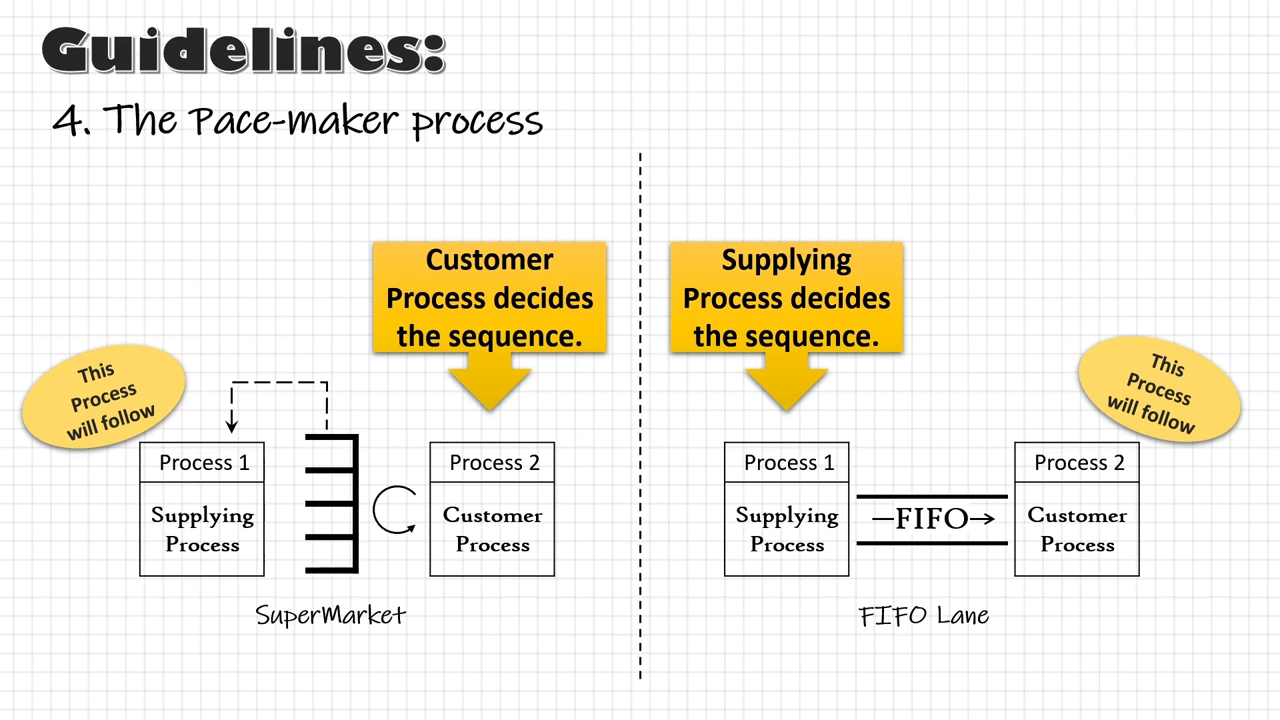 Guidelines:
4. The Pace-maker process
Customer
Process decides
the sequence.
This
Process
will follow
Process 1
Supplying
Process
Process 2
Customer
Process
SuperMarket
Supplying
Process decides
the sequence.
This
Process
will follow
Process 1
Supplying
Process
FIFO
Process 2
Customer
Process
FIFO Lane